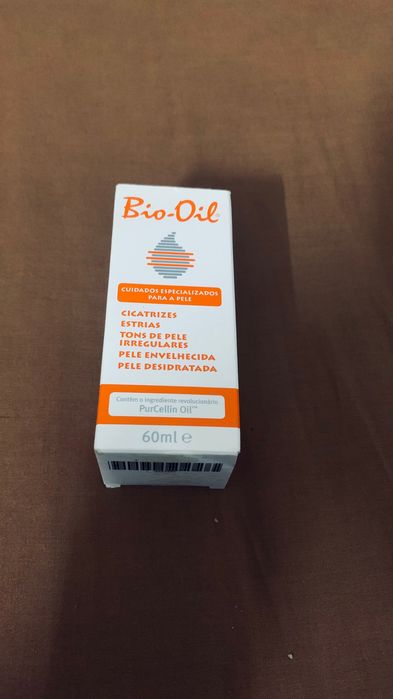 Bio-Oil®
CUIDADOS ESPECIALIZADOS
PARA A PELE
CICATRIZES
ESTRIAS
TONS DE PELE
IRREGULARES
PELE ENVELHECIDA
PELE DESIDRATADA
Contém o ingrediente revolucionário
PurCellin Oil™
60ml ℮